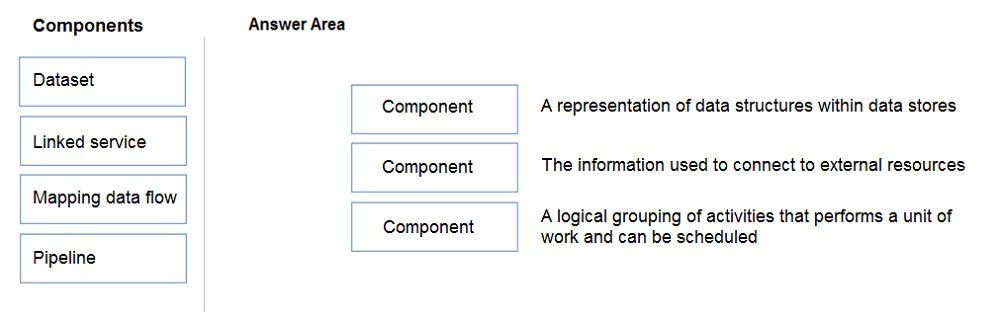 Components
Answer Area
Dataset
Linked service
Mapping data flow
Pipeline
Component
A representation of data structures within data stores
Component
The information used to connect to external resources
Component
A logical grouping of activities that performs a unit of
work and can be scheduled